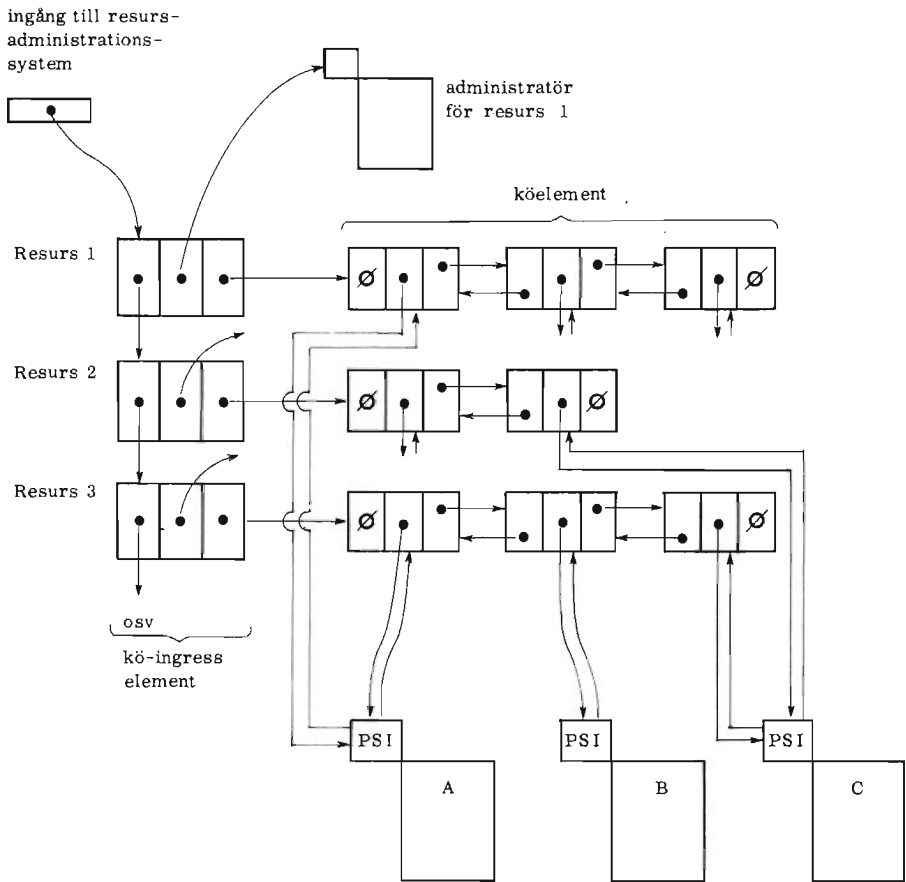 ingång till resurs-
administrations-
system
administratör
för resurs 1
köelement
Resurs 1
Ø
Ø
Resurs 2
Ø
Ø
Resurs 3
Ø
Ø
osv
kö-ingress
element
PSI
PSI
PSI
A
B
C